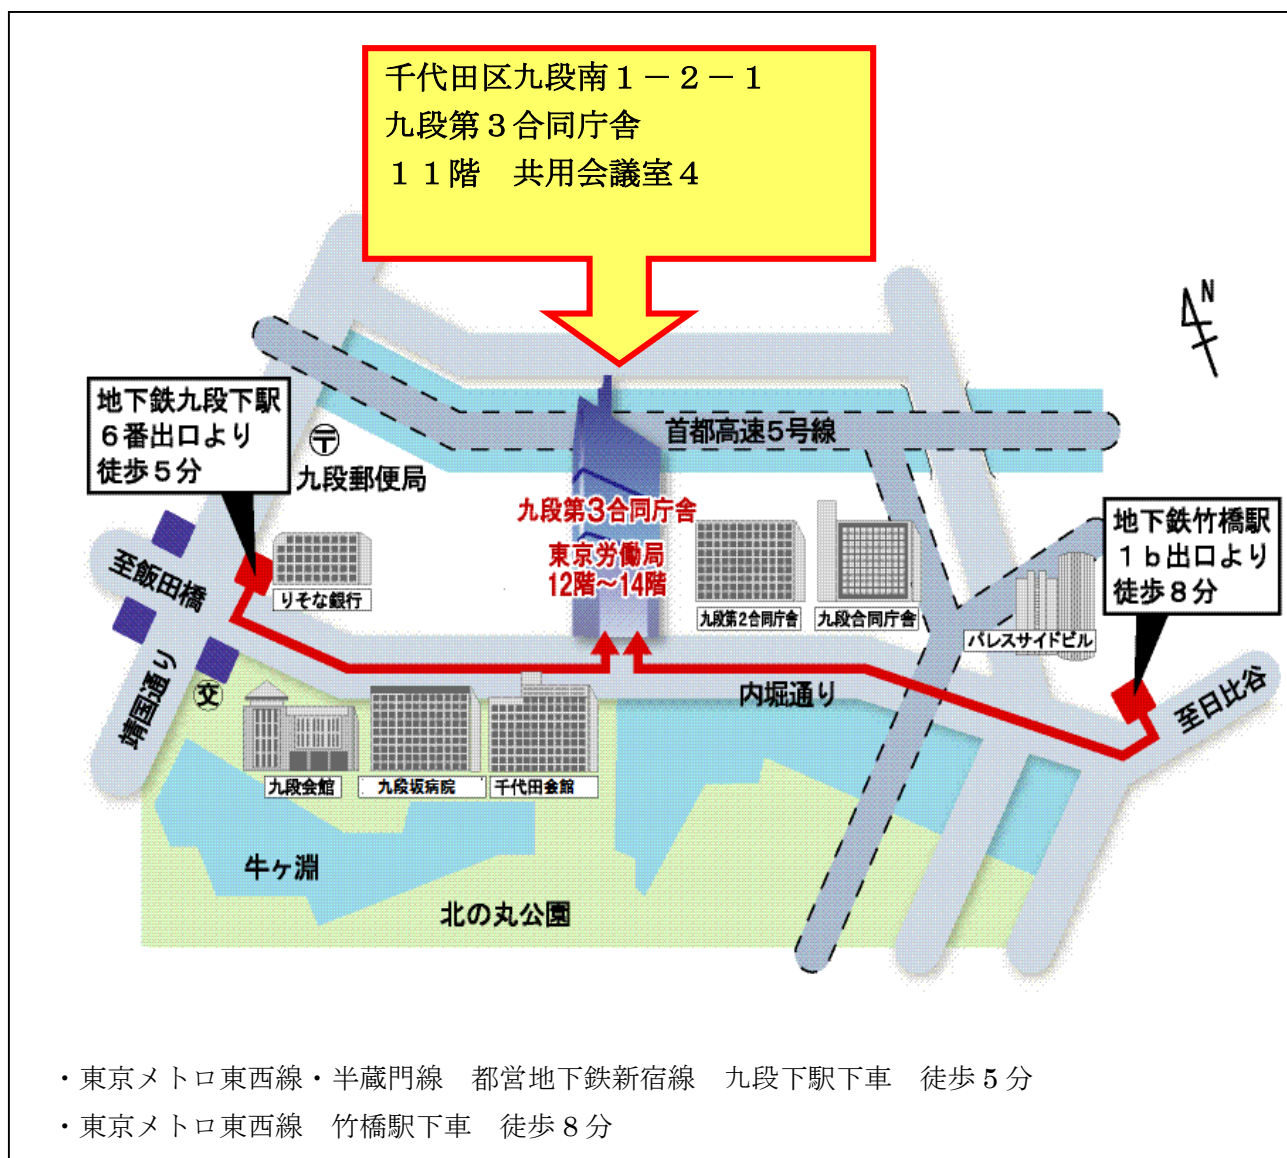 千代田区九段南１－２－１
九段第３合同庁舎
１１階　共用会議室４
N
地下鉄九段下駅
６番出口より
徒歩５分
〒
九段郵便局
首都高速5号線
九段第3合同庁舎
東京労働局
12階～14階
地下鉄竹橋駅
１ｂ出口より
徒歩８分
至飯田橋
りそな銀行
九段第2合同庁舎
九段合同庁舎
パレスサイドビル
靖国通り
交
内堀通り
至日比谷
九段会館
九段坂病院
千代田会館
牛ヶ淵
北の丸公園
・東京メトロ東西線・半蔵門線　都営地下鉄新宿線　九段下駅下車　徒歩 5 分
・東京メトロ東西線　竹橋駅下車　徒歩 8 分